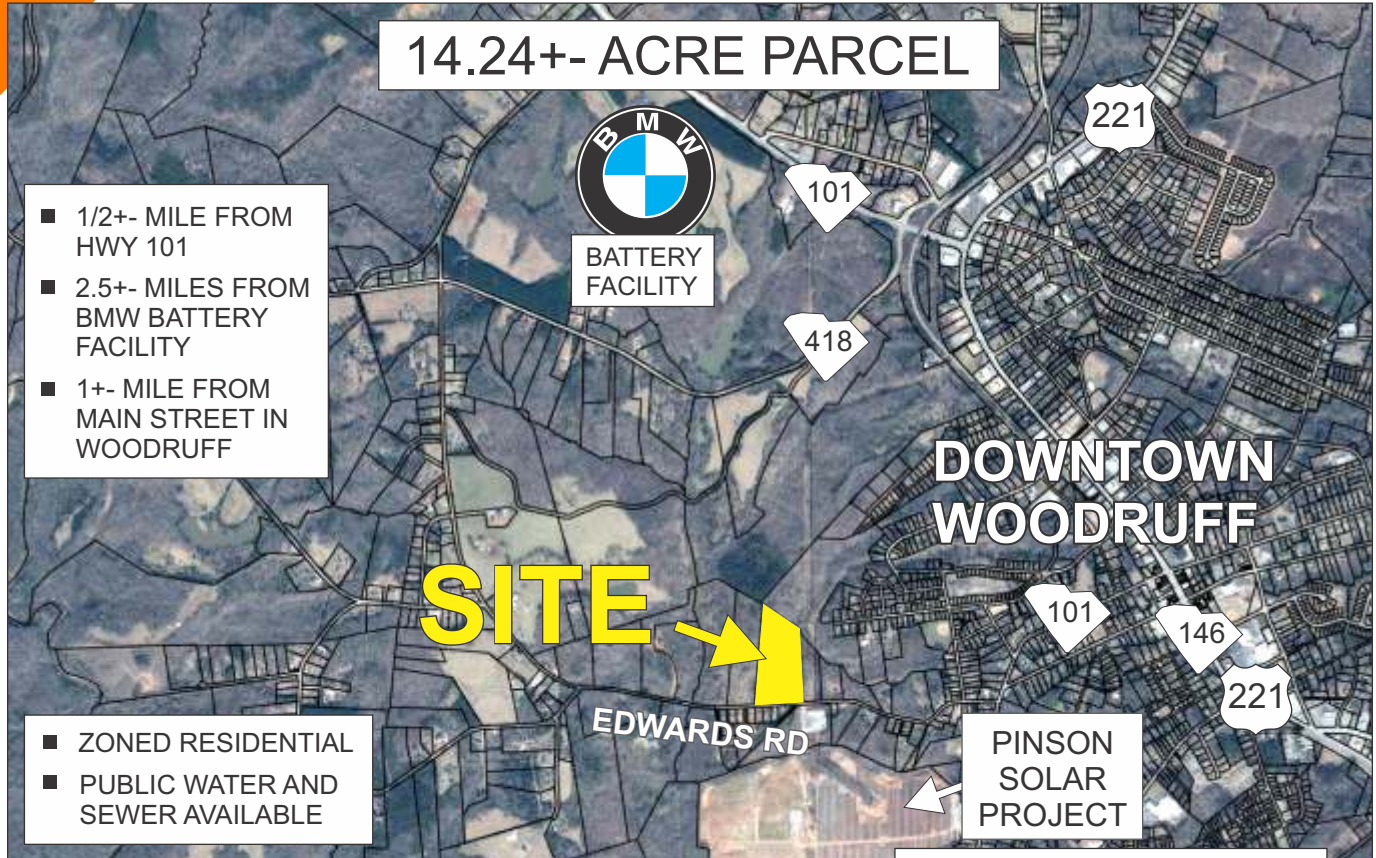 14.24+- ACRE PARCEL
221
B M W
101
BATTERY
FACILITY
■ 1/2+- MILE FROM
HWY 101
■ 2.5+- MILES FROM
BMW BATTERY
FACILITY
■ 1+- MILE FROM
MAIN STREET IN
WOODRUFF
418
DOWNTOWN
WOODRUFF
SITE
101
146
221
EDWARDS RD
■ ZONED RESIDENTIAL
■ PUBLIC WATER AND
SEWER AVAILABLE
PINSON
SOLAR
PROJECT